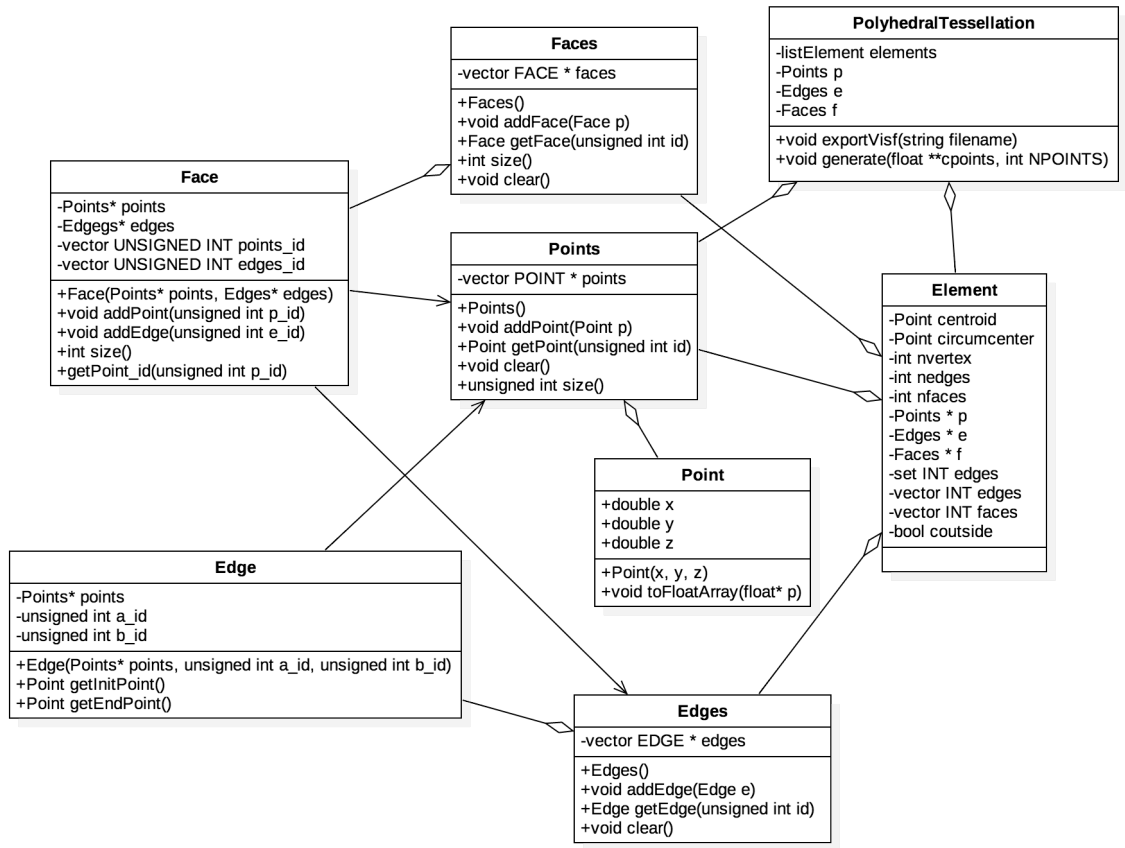 Faces
-vector FACE * faces
+Faces()
+void addFace(Face p)
+Face getFace(unsigned int id)
+int size()
+void clear()
PolyhedralTessellation
-listElement elements
-Points p
-Edges e
-Faces f
+void exportVisf(string filename)
+void generate(float **cpoints, int NPOINTS)
Face
-Points* points
-Edgegs* edges
-vector UNSIGNED INT points_id
-vector UNSIGNED INT edges_id
+Face(Points* points, Edges* edges)
+void addPoint(unsigned int p_id)
+void addEdge(unsigned int e_id)
+int size()
+getPoint_id(unsigned int p_id)
Points
-vector POINT * points
+Points()
+void addPoint(Point p)
+Point getPoint(unsigned int id)
+void clear()
+unsigned int size()
Element
-Point centroid
-Point circumcenter
-int nvertex
-int nedges
-int nfaces
-Points * p
-Edges * e
-Faces * f
-set INT edges
-vector INT edges
-vector INT faces
-bool coutside
Point
+double x
+double y
+double z
+Point(x, y, z)
+void toFloatArray(float* p)
Edge
-Points* points
-unsigned int a_id
-unsigned int b_id
+Edge(Points* points, unsigned int a_id, unsigned int b_id)
+Point getInitPoint()
+Point getEndPoint()
Edges
-vector EDGE * edges
+Edges()
+void addEdge(Edge e)
+Edge getEdge(unsigned int id)
+void clear()